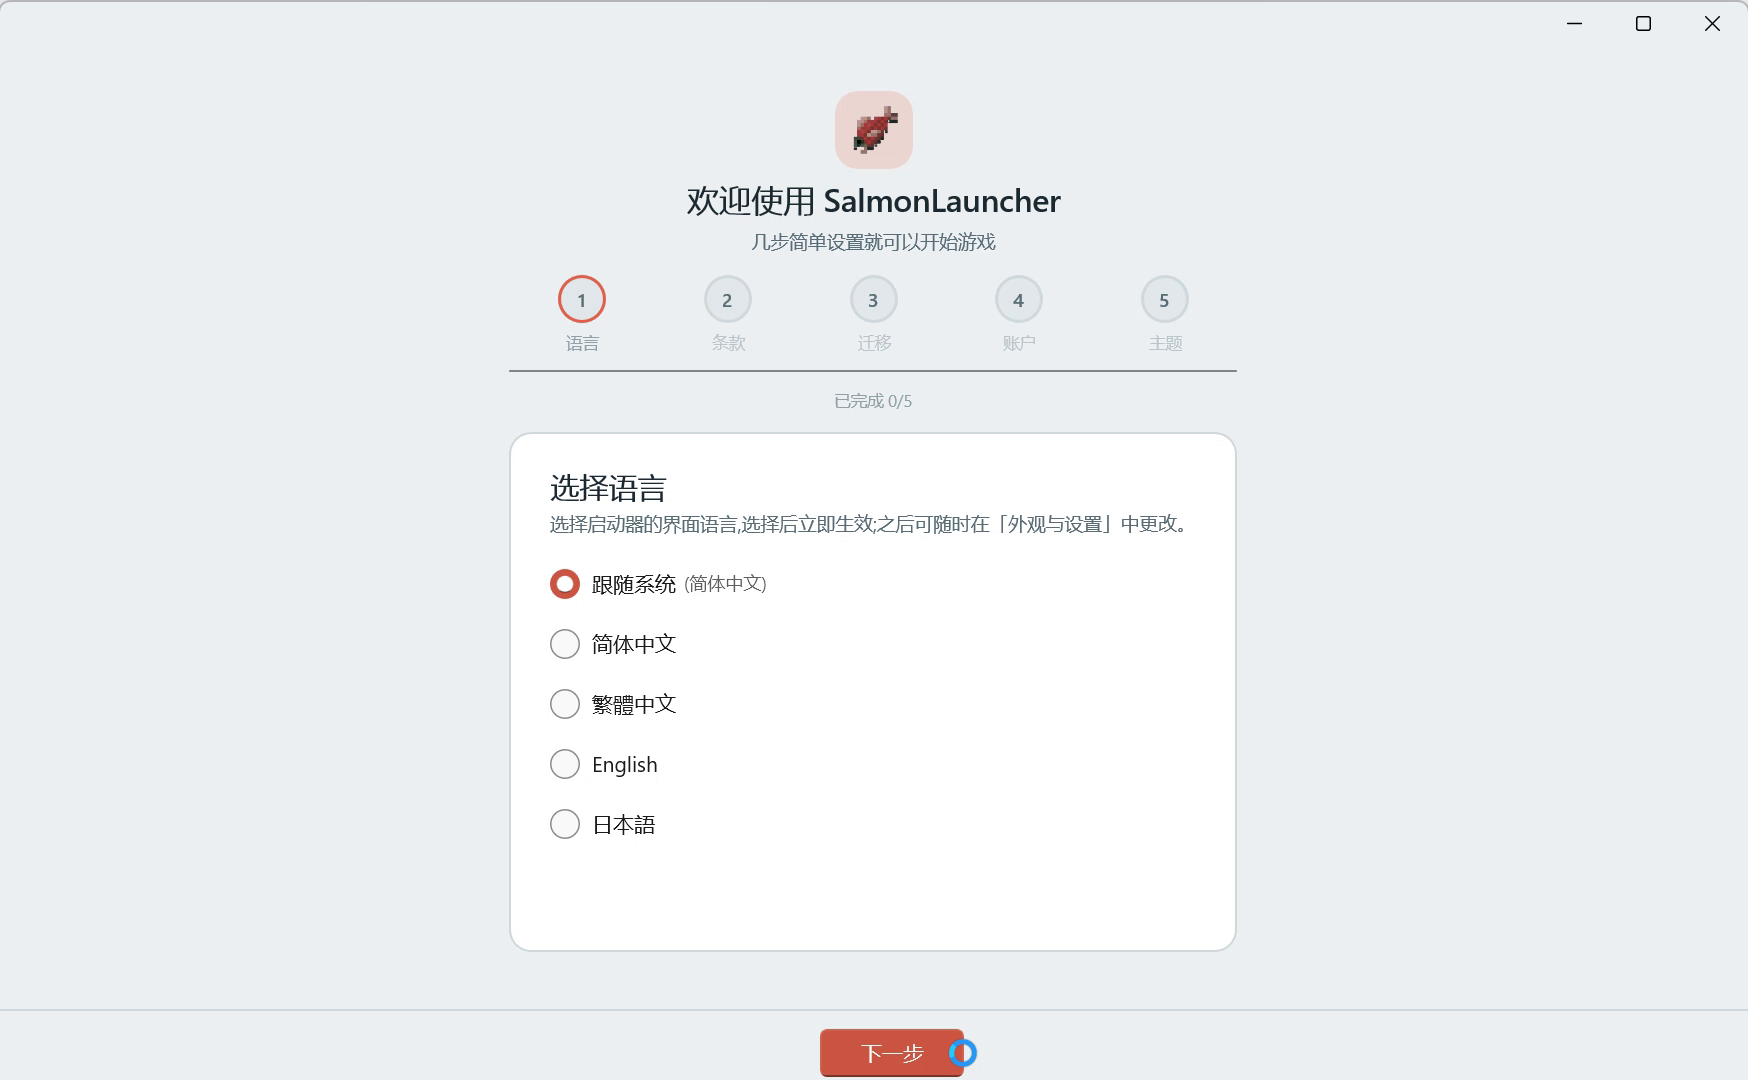 欢迎使用 SalmonLauncher
几步简单设置就可以开始游戏
1 2 3 4 5
语言 条款 迁移 账户 主题
已完成 0/5
选择语言
选择启动器的界面语言,选择后立即生效;之后可随时在「外观与设置」中更改。
跟随系统 (简体中文)
简体中文
繁體中文
English
日本語
下一步